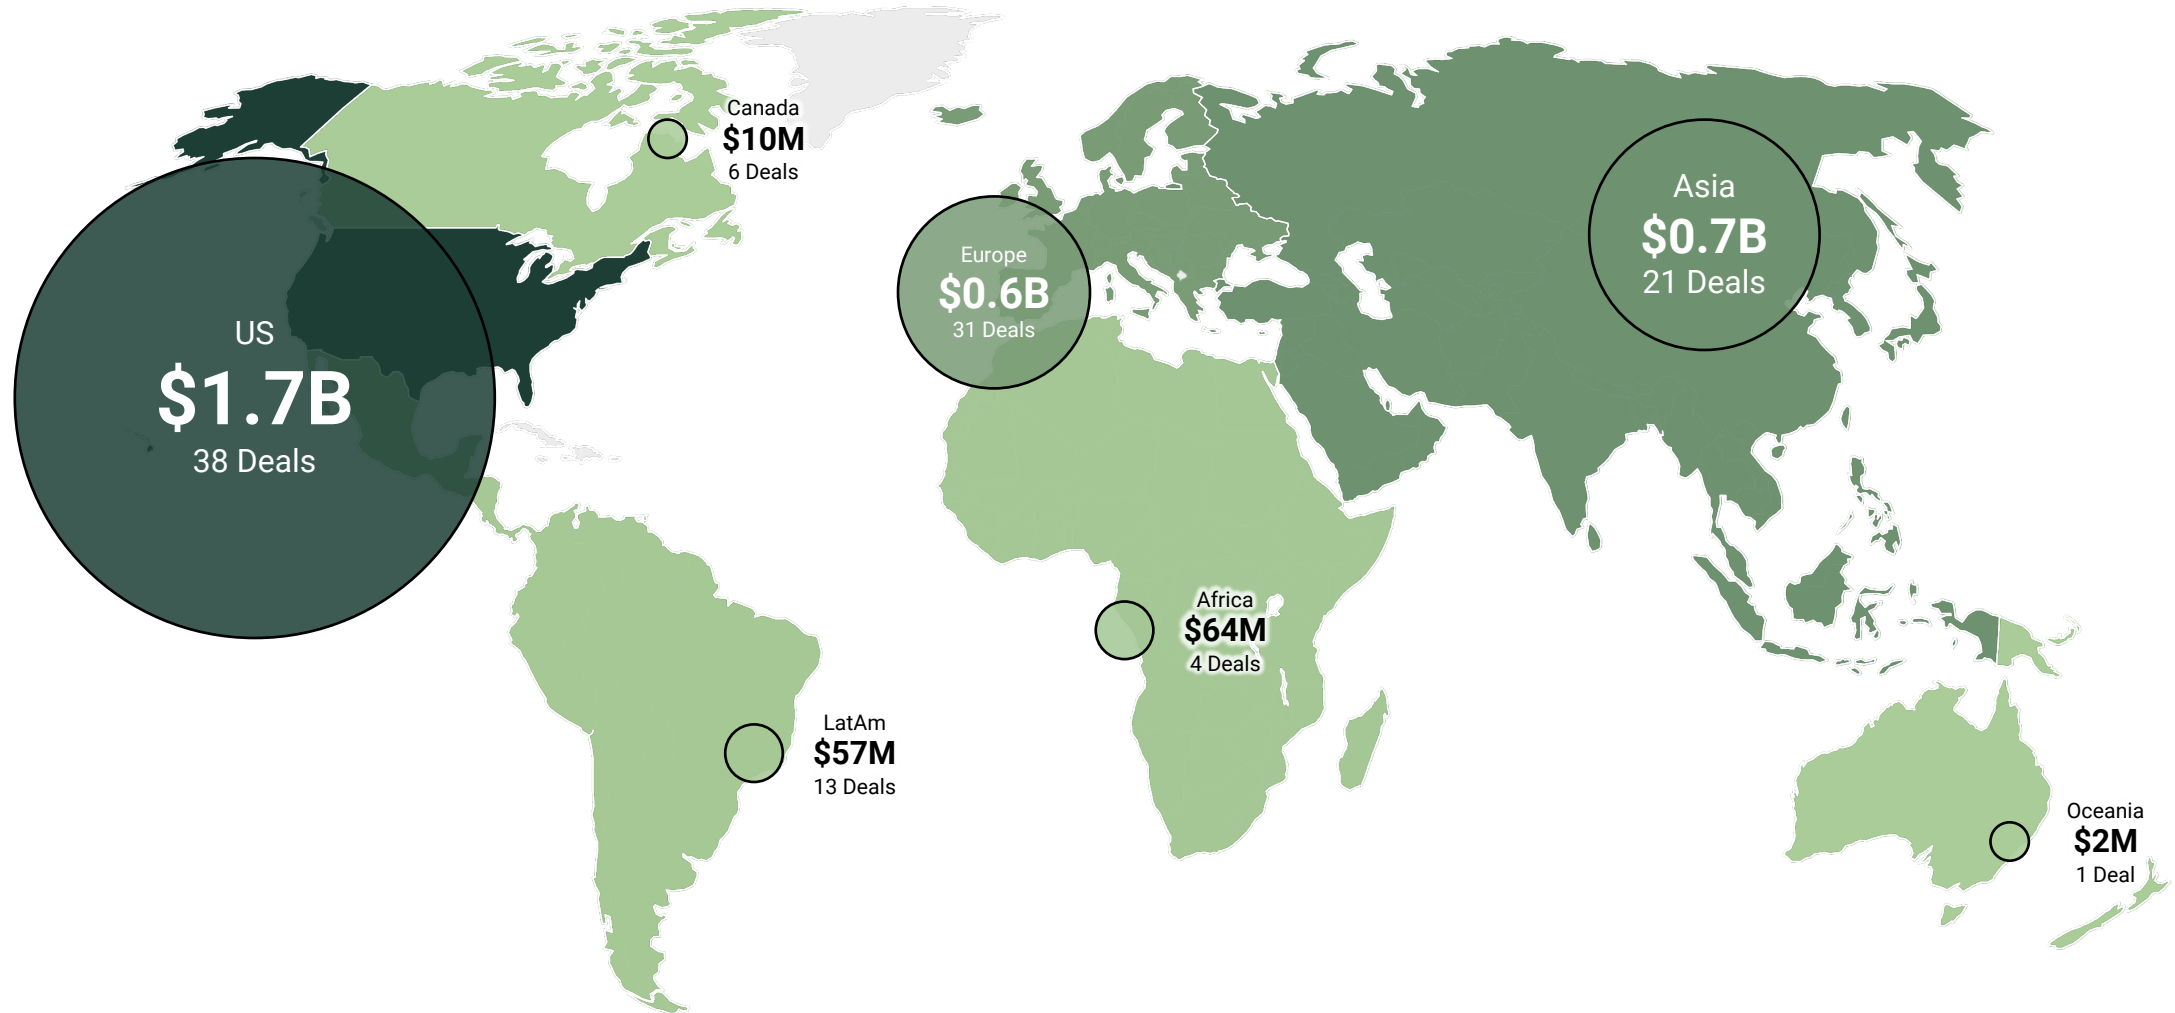 Canada
$10M
6 Deals
US
$1.7B
38 Deals
Europe
$0.6B
31 Deals
Asia
$0.7B
21 Deals
Africa
$64M
4 Deals
LatAm
$57M
13 Deals
Oceania
$2M
1 Deal